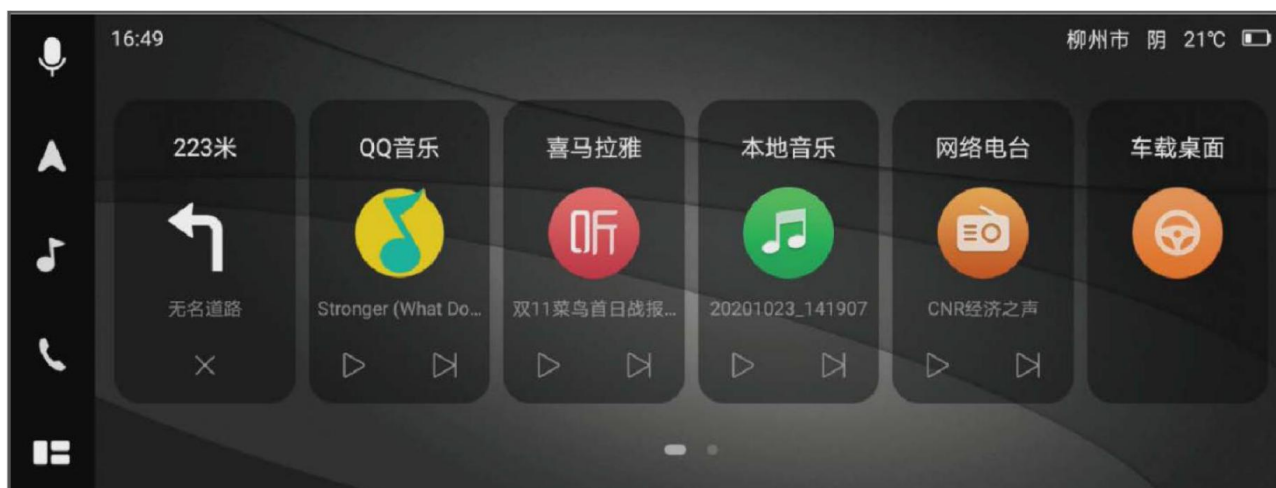 16:49
柳州市 阴 21℃
223米
QQ音乐
喜马拉雅
本地音乐
网络电台
车载桌面
听
无名道路
Stronger (What Do...
双11菜鸟首日战报...
20201023_141907
CNR经济之声